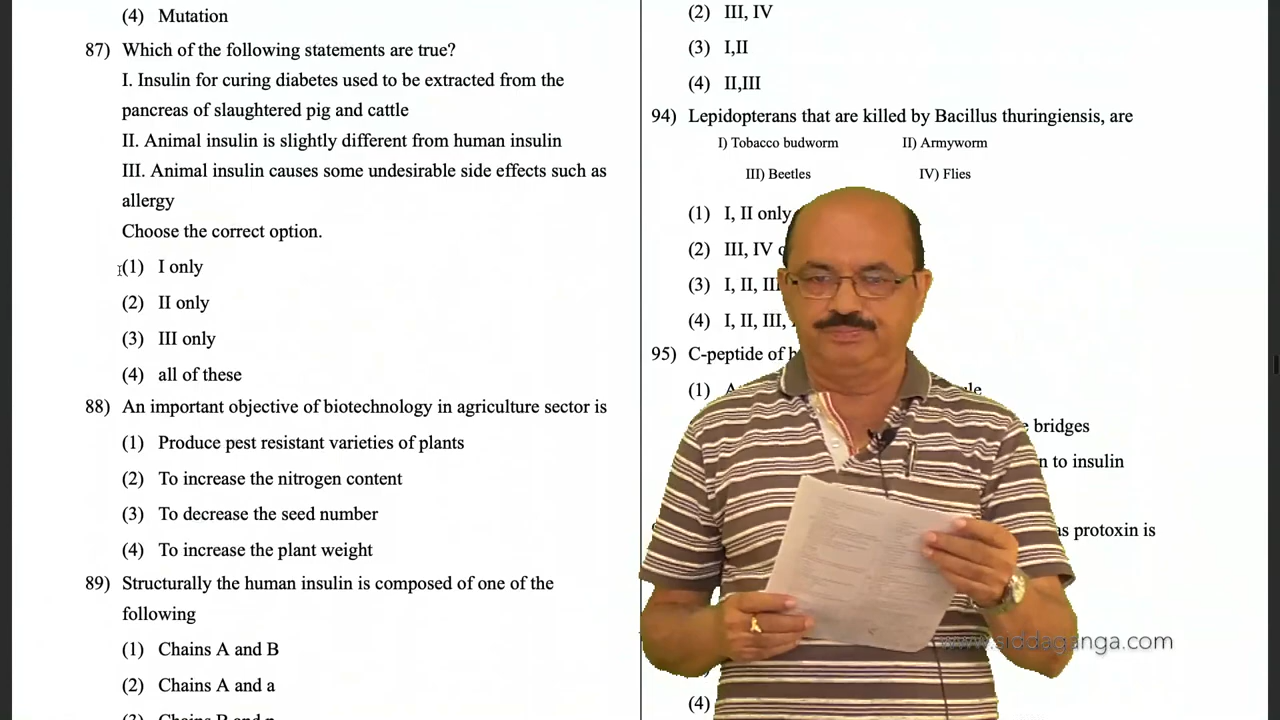 (4) Mutation
87) Which of the following statements are true?
I. Insulin for curing diabetes used to be extracted from the
pancreas of slaughtered pig and cattle
II. Animal insulin is slightly different from human insulin
III. Animal insulin causes some undesirable side effects such as
allergy
Choose the correct option.
(1) I only
(2) II only
(3) III only
(4) all of these
88) An important objective of biotechnology in agriculture sector is
(1) Produce pest resistant varieties of plants
(2) To increase the nitrogen content
(3) To decrease the seed number
(4) To increase the plant weight
89) Structurally the human insulin is composed of one of the
following
(1) Chains A and B
(2) Chains A and a
(2) III, IV
(3) I,II
(4) II,III
94) Lepidopterans that are killed by Bacillus thuringiensis, are
I) Tobacco budworm II) Armyworm
III) Beetles IV) Flies
(1) I, II only
(2) III, IV
(3) I, II, III
(4) I, II, III,
95) C-peptide of
(1)
bridges
to insulin
as protoxin is
www.siddaganga.com
(4)